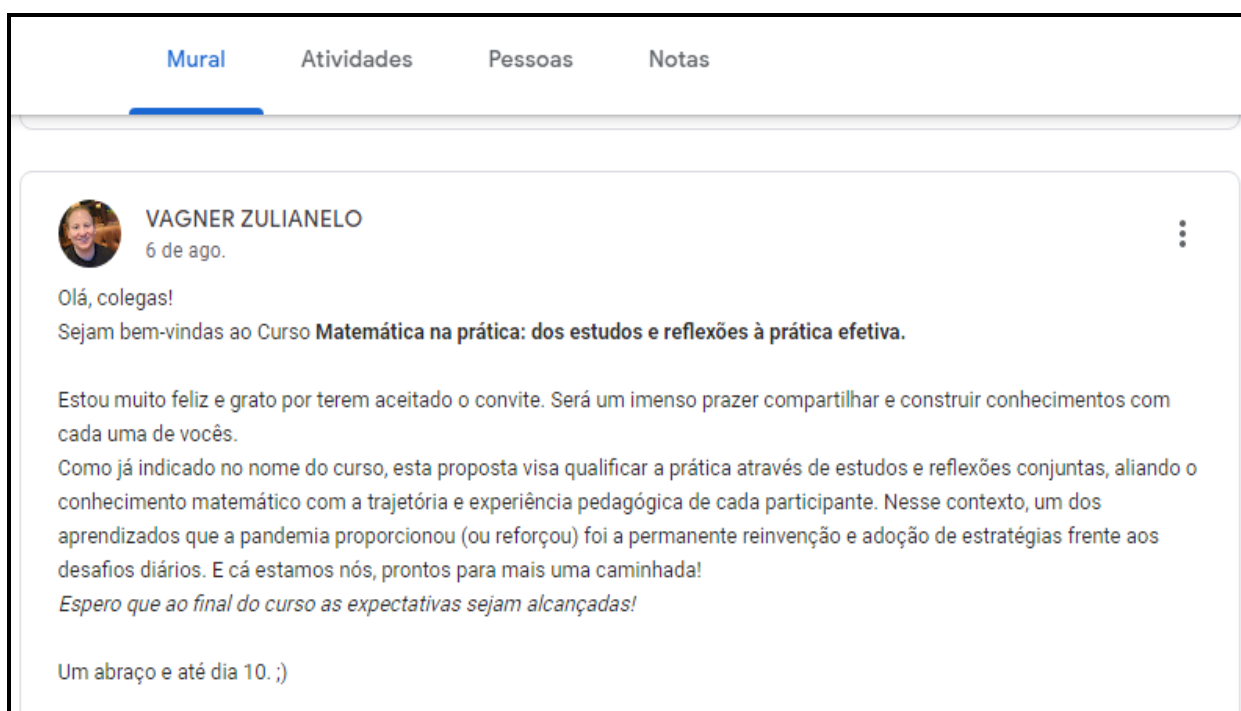 Mural Atividades Pessoas Notas
VAGNER ZULIANELO
6 de ago.
Olá, colegas!
Sejam bem-vindas ao Curso Matemática na prática: dos estudos e reflexões à prática efetiva.
Estou muito feliz e grato por terem aceitado o convite. Será um imenso prazer compartilhar e construir conhecimentos com
cada uma de vocês.
Como já indicado no nome do curso, esta proposta visa qualificar a prática através de estudos e reflexões conjuntas, aliando o
conhecimento matemático com a trajetória e experiência pedagógica de cada participante. Nesse contexto, um dos
aprendizados que a pandemia proporcionou (ou reforçou) foi a permanente reinvenção e adoção de estratégias frente aos
desafios diários. E cá estamos nós, prontos para mais uma caminhada!
Espero que ao final do curso as expectativas sejam alcançadas!
Um abraço e até dia 10. ;)